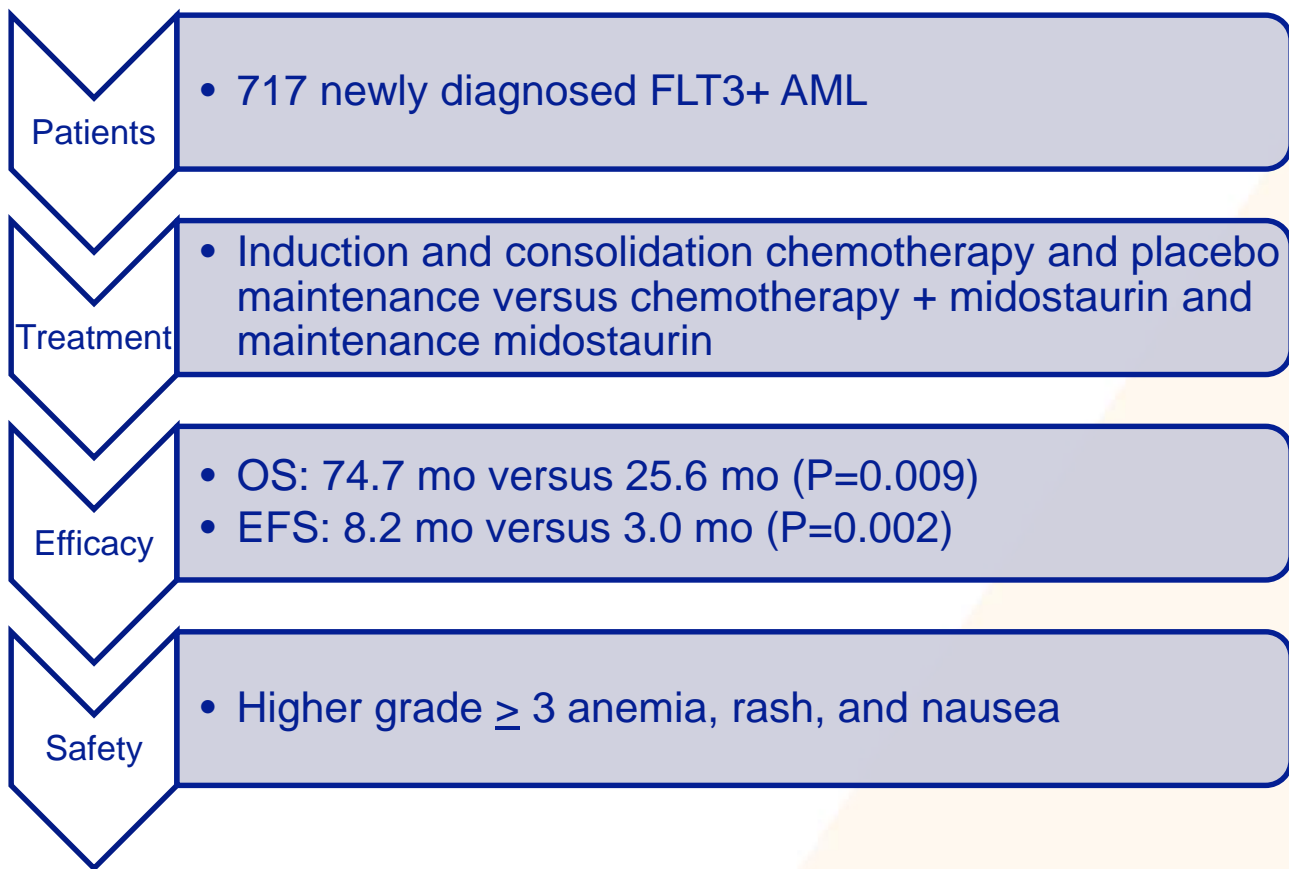 Patients
• 717 newly diagnosed FLT3+ AML
Treatment
• Induction and consolidation chemotherapy and placebo
maintenance versus chemotherapy + midostaurin and
maintenance midostaurin
Efficacy
• OS: 74.7 mo versus 25.6 mo (P=0.009)
• EFS: 8.2 mo versus 3.0 mo (P=0.002)
Safety
• Higher grade ≥ 3 anemia, rash, and nausea